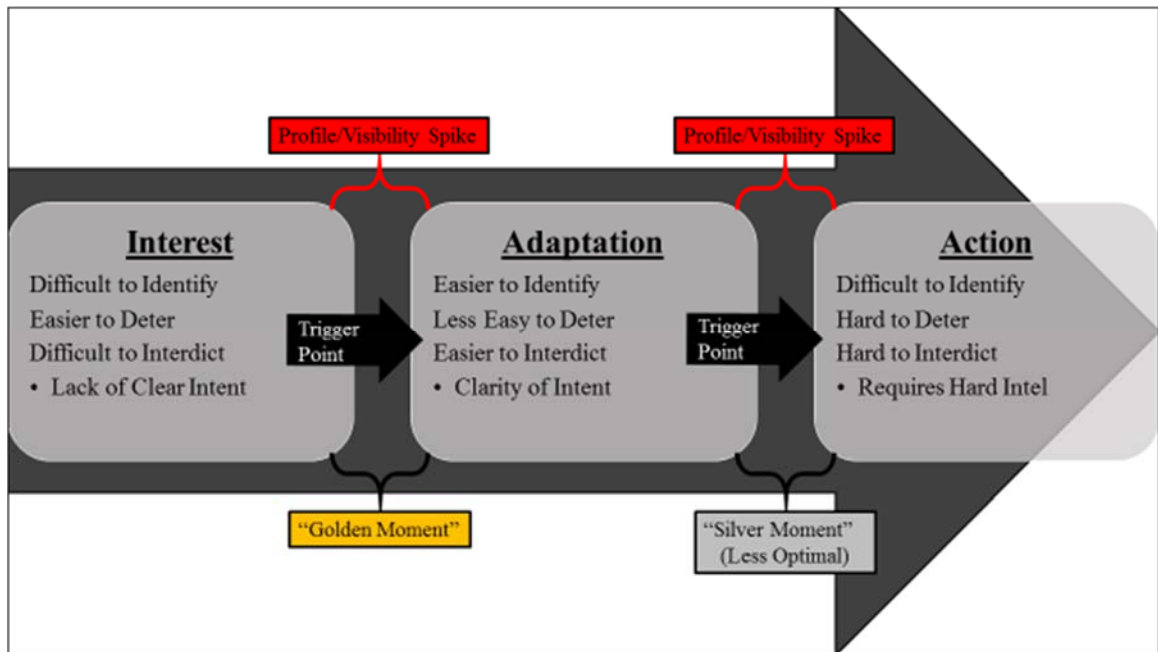 Profile/Visibility Spike
Profile/Visibility Spike
Interest
Difficult to Identify
Easier to Deter
Difficult to Interdict
• Lack of Clear Intent
Trigger
Point
Adaptation
Easier to Identify
Less Easy to Deter
Easier to Interdict
• Clarity of Intent
Trigger
Point
Action
Difficult to Identify
Hard to Deter
Hard to Interdict
• Requires Hard Intel
“Golden Moment”
“Silver Moment”
(Less Optimal)